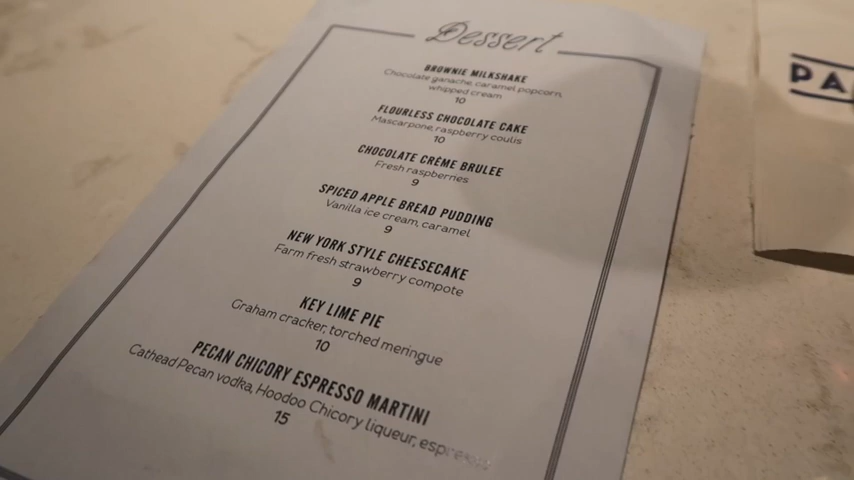 Dessert
BROWNIE MILKSHAKE
Chocolate ganache, caramel popcorn,
whipped cream
10
FLOURLESS CHOCOLATE CAKE
Mascarpone, raspberry coulis
10
CHOCOLATE CRÈME BRULEE
Fresh raspberries
9
SPICED APPLE BREAD PUDDING
Vanilla ice cream, caramel
9
NEW YORK STYLE CHEESECAKE
Farm fresh strawberry compote
9
KEY LIME PIE
Graham cracker, torched meringue
10
PECAN CHICORY ESPRESSO MARTINI
Cathead Pecan vodka, Hoodoo Chicory liqueur, espresso
15